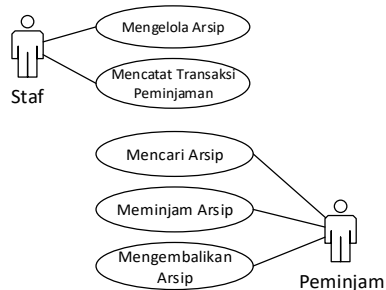 Mengelola Arsip
Mencatat Transaksi
Peminjaman
Staf
Mencari Arsip
Meminjam Arsip
Mengembalikan
Arsip
Peminjam